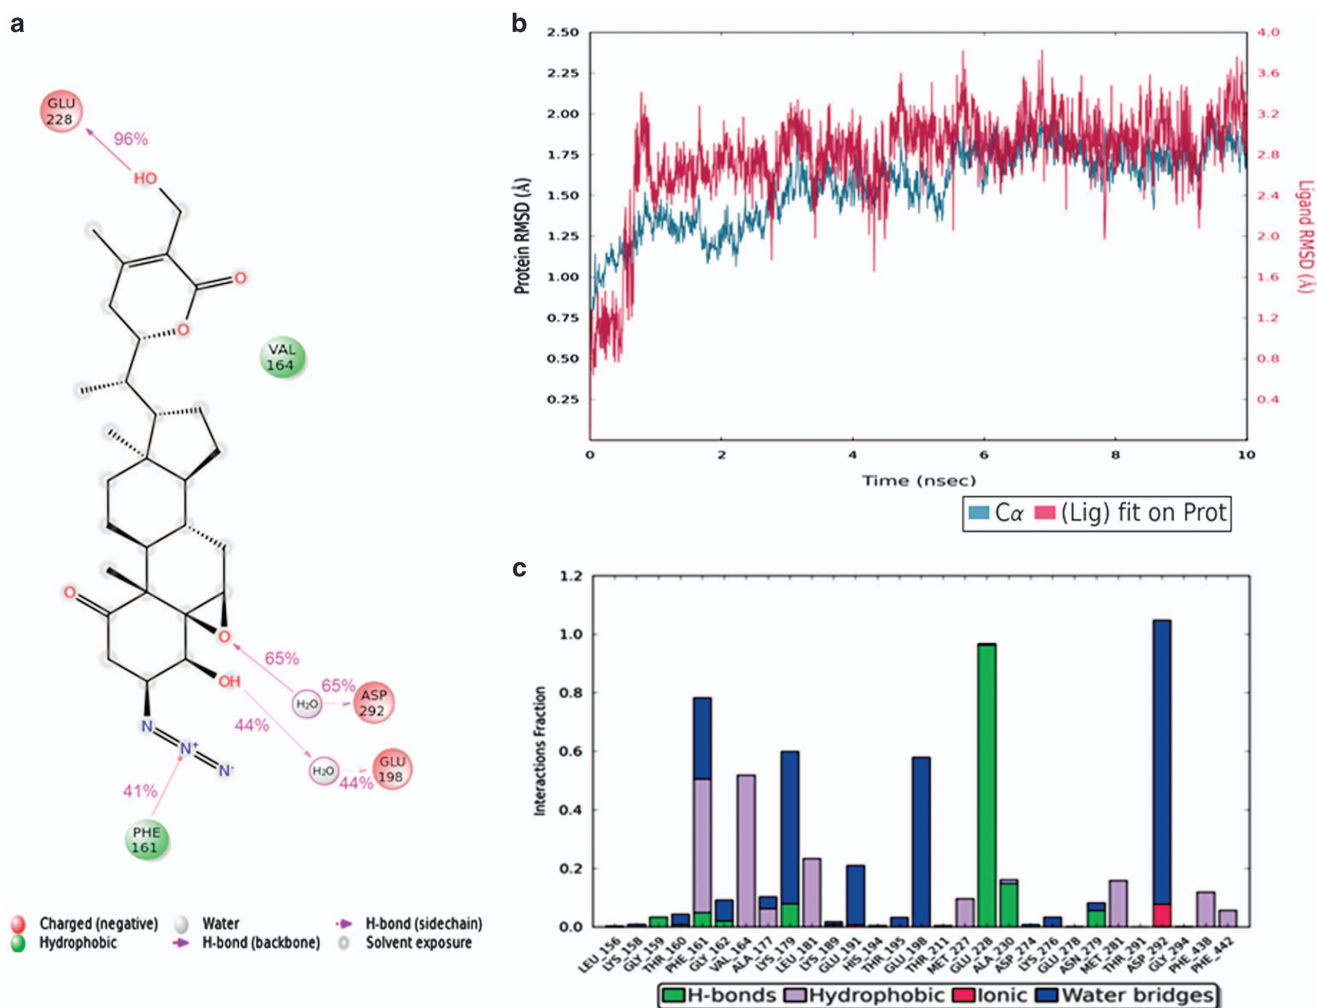 a
GLU
228
96%
HO
O
O
VAL
164
O
O
65%
OH
H₂O
65%
ASP
292
44%
N
N⁺
N⁻
H₂O
44%
GLU
198
41%
PHE
161
Charged (negative)
Hydrophobic
Water
H-bond (backbone)
H-bond (sidechain)
Solvent exposure
b
2.50
2.25
2.00
1.75
1.50
1.25
1.00
0.75
0.50
0.25
Protein RMSD (Å)
4.0
3.6
3.2
2.8
2.4
2.0
1.6
1.2
0.8
0.4
Ligand RMSD (Å)
0 2 4 6 8 10
Time (nsec)
Cα (Lig) fit on Prot
c
1.2
1.0
0.8
0.6
0.4
0.2
0.0
Interactions Fraction
LEU_156
LYS_158
GLY_159
THR_160
PHE_161
GLY_162
VAL_164
ALA_177
LYS_179
LEU_181
LYS_189
GLU_191
HIS_194
THR_195
GLU_198
THR_211
MET_227
GLU_228
ALA_230
ASP_274
LYS_276
GLU_278
ASN_279
MET_281
THR_291
ASP_292
GLY_294
PHE_438
PHE_442
H-bonds Hydrophobic Ionic Water bridges